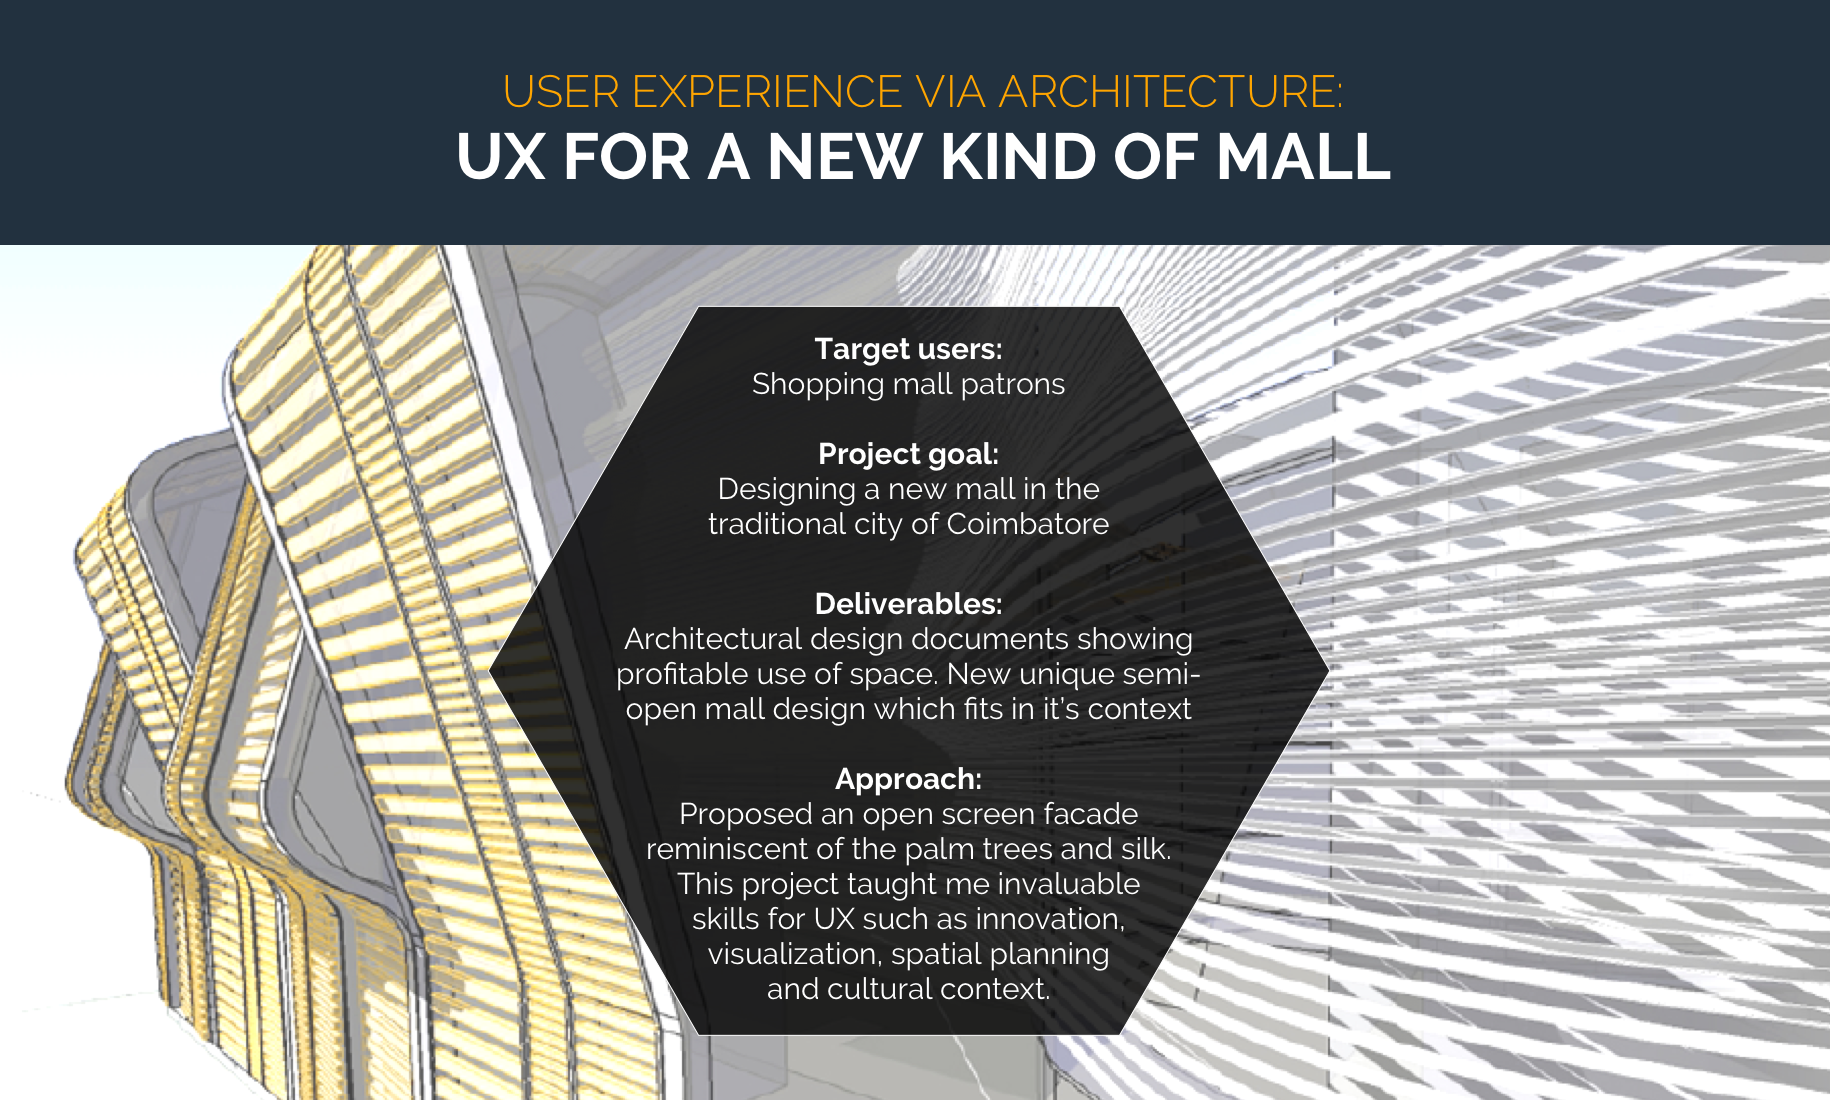 USER EXPERIENCE VIA ARCHITECTURE:
UX FOR A NEW KIND OF MALL
Target users:
Shopping mall patrons
Project goal:
Designing a new mall in the
traditional city of Coimbatore
Deliverables:
Architectural design documents showing
profitable use of space. New unique semi-
open mall design which fits in it's context
Approach:
Proposed an open screen facade
reminiscent of the palm trees and silk.
This project taught me invaluable
skills for UX such as innovation,
visualization, spatial planning
and cultural context.